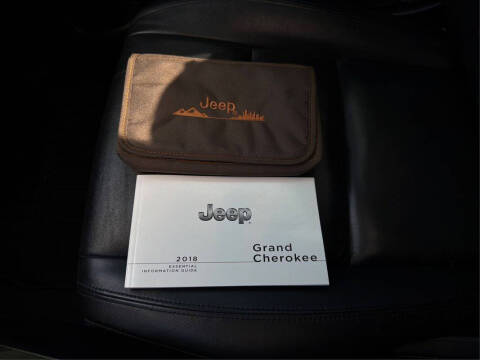 Jeep
Jeep
2018
ESSENTIAL
INFORMATION GUIDE
Grand
Cherokee